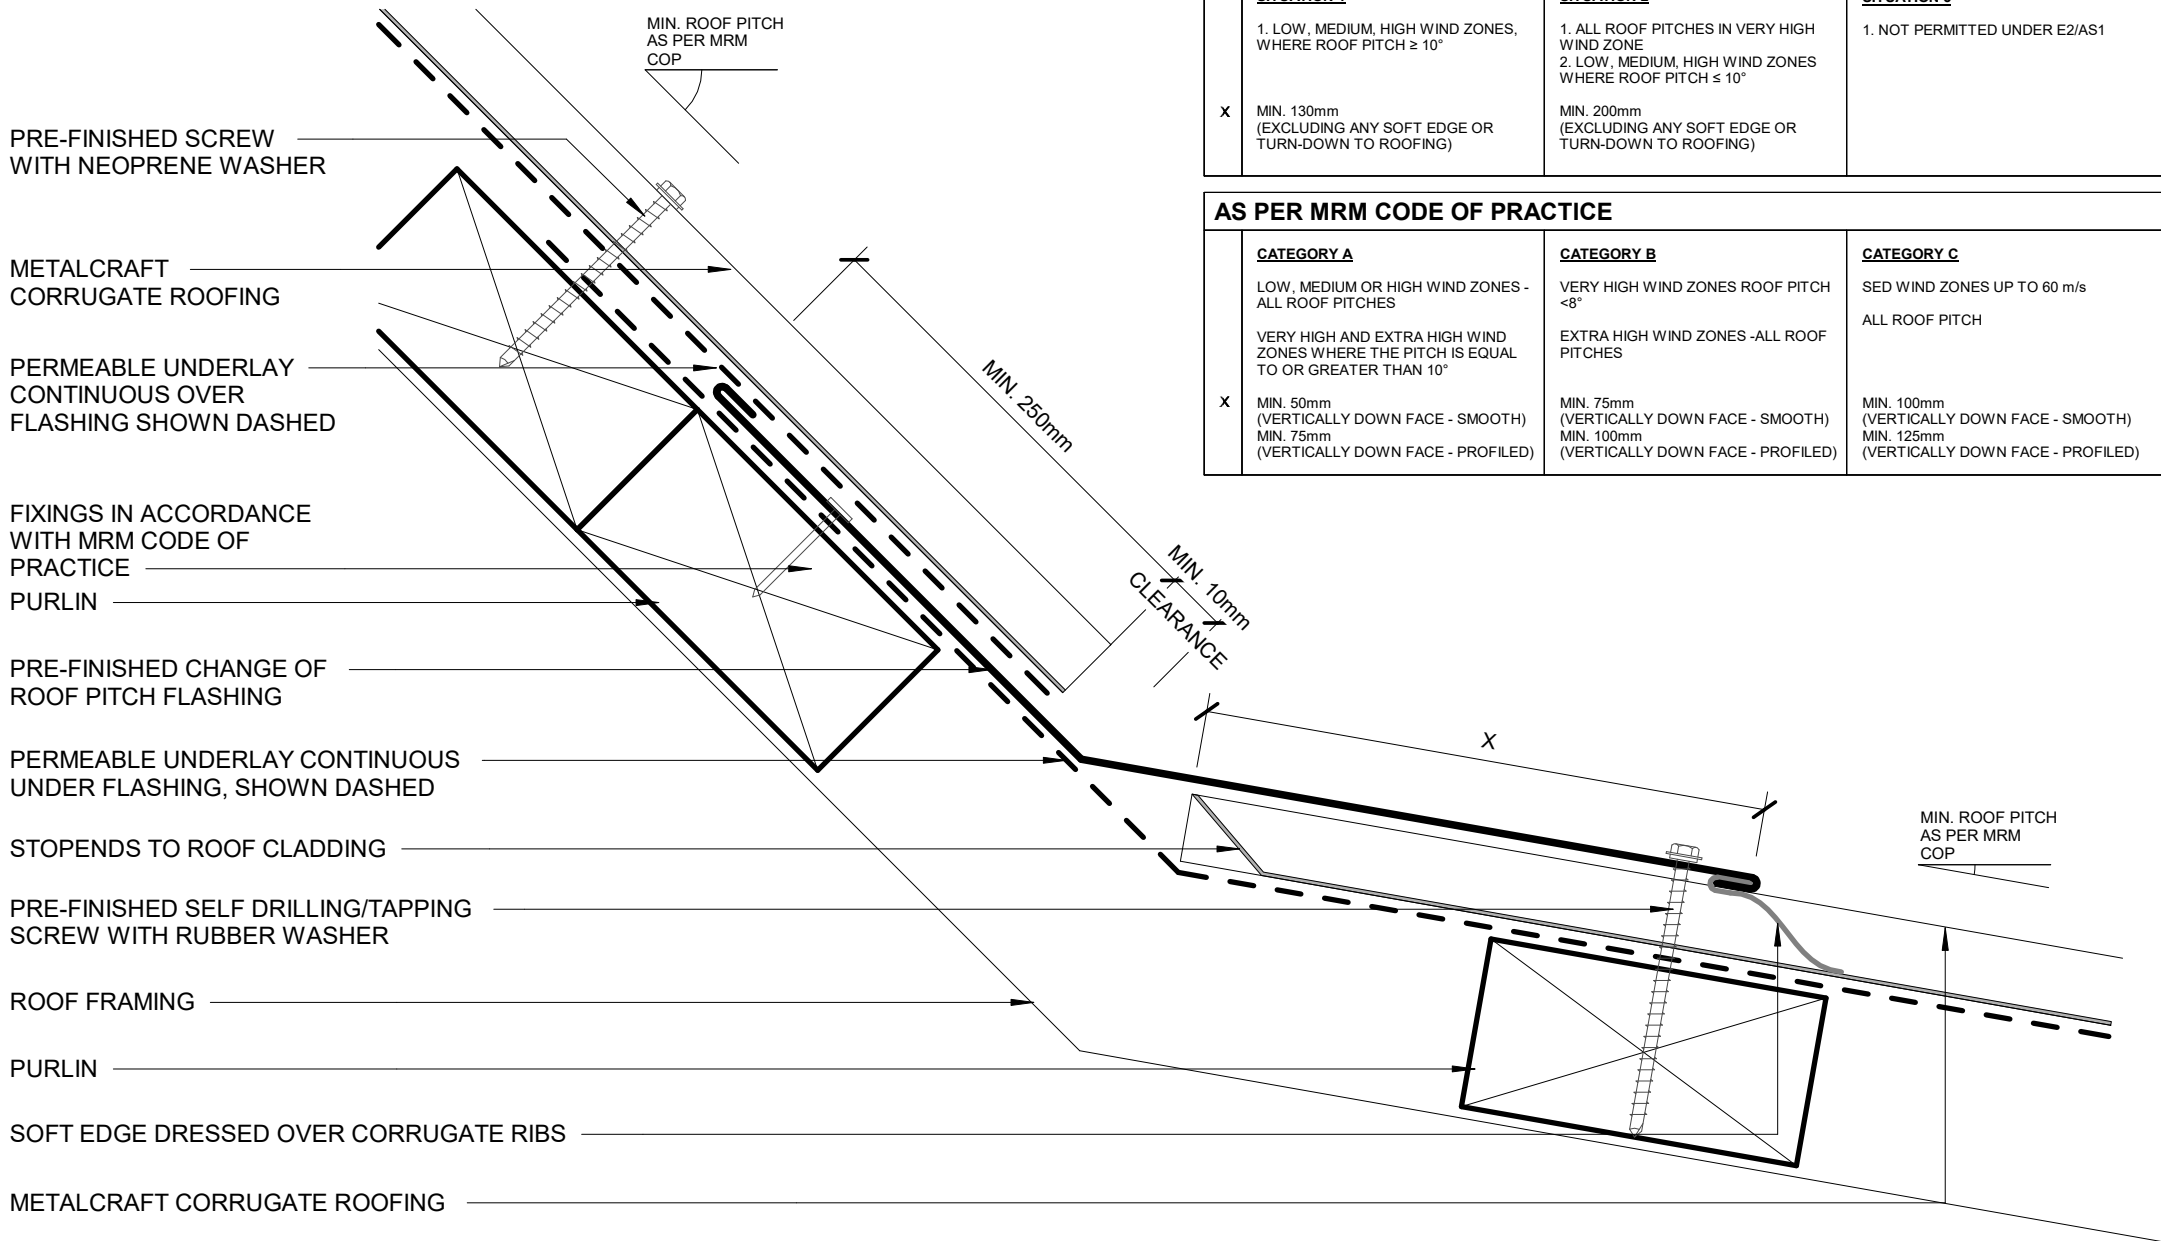 MIN. ROOF PITCH
AS PER MRM
COP
1. LOW, MEDIUM, HIGH WIND ZONES,
WHERE ROOF PITCH ≥ 10°
1. ALL ROOF PITCHES IN VERY HIGH
WIND ZONE
2. LOW, MEDIUM, HIGH WIND ZONES
WHERE ROOF PITCH ≤ 10°
1. NOT PERMITTED UNDER E2/AS1
X
MIN. 130mm
(EXCLUDING ANY SOFT EDGE OR
TURN-DOWN TO ROOFING)
MIN. 200mm
(EXCLUDING ANY SOFT EDGE OR
TURN-DOWN TO ROOFING)
AS PER MRM CODE OF PRACTICE
CATEGORY A
LOW, MEDIUM OR HIGH WIND ZONES -
ALL ROOF PITCHES
VERY HIGH AND EXTRA HIGH WIND
ZONES WHERE THE PITCH IS EQUAL
TO OR GREATER THAN 10°
CATEGORY B
VERY HIGH WIND ZONES ROOF PITCH
<8°
EXTRA HIGH WIND ZONES -ALL ROOF
PITCHES
CATEGORY C
SED WIND ZONES UP TO 60 m/s
ALL ROOF PITCH
X
MIN. 50mm
(VERTICALLY DOWN FACE - SMOOTH)
MIN. 75mm
(VERTICALLY DOWN FACE - PROFILED)
MIN. 75mm
(VERTICALLY DOWN FACE - SMOOTH)
MIN. 100mm
(VERTICALLY DOWN FACE - PROFILED)
MIN. 100mm
(VERTICALLY DOWN FACE - SMOOTH)
MIN. 125mm
(VERTICALLY DOWN FACE - PROFILED)
PRE-FINISHED SCREW
WITH NEOPRENE WASHER
METALCRAFT
CORRUGATE ROOFING
PERMEABLE UNDERLAY
CONTINUOUS OVER
FLASHING SHOWN DASHED
FIXINGS IN ACCORDANCE
WITH MRM CODE OF
PRACTICE
PURLIN
PRE-FINISHED CHANGE OF
ROOF PITCH FLASHING
PERMEABLE UNDERLAY CONTINUOUS
UNDER FLASHING, SHOWN DASHED
STOPENDS TO ROOF CLADDING
PRE-FINISHED SELF DRILLING/TAPPING
SCREW WITH RUBBER WASHER
ROOF FRAMING
PURLIN
SOFT EDGE DRESSED OVER CORRUGATE RIBS
METALCRAFT CORRUGATE ROOFING
MIN. 250mm
MIN. 10mm
CLEARANCE
X
MIN. ROOF PITCH
AS PER MRM
COP